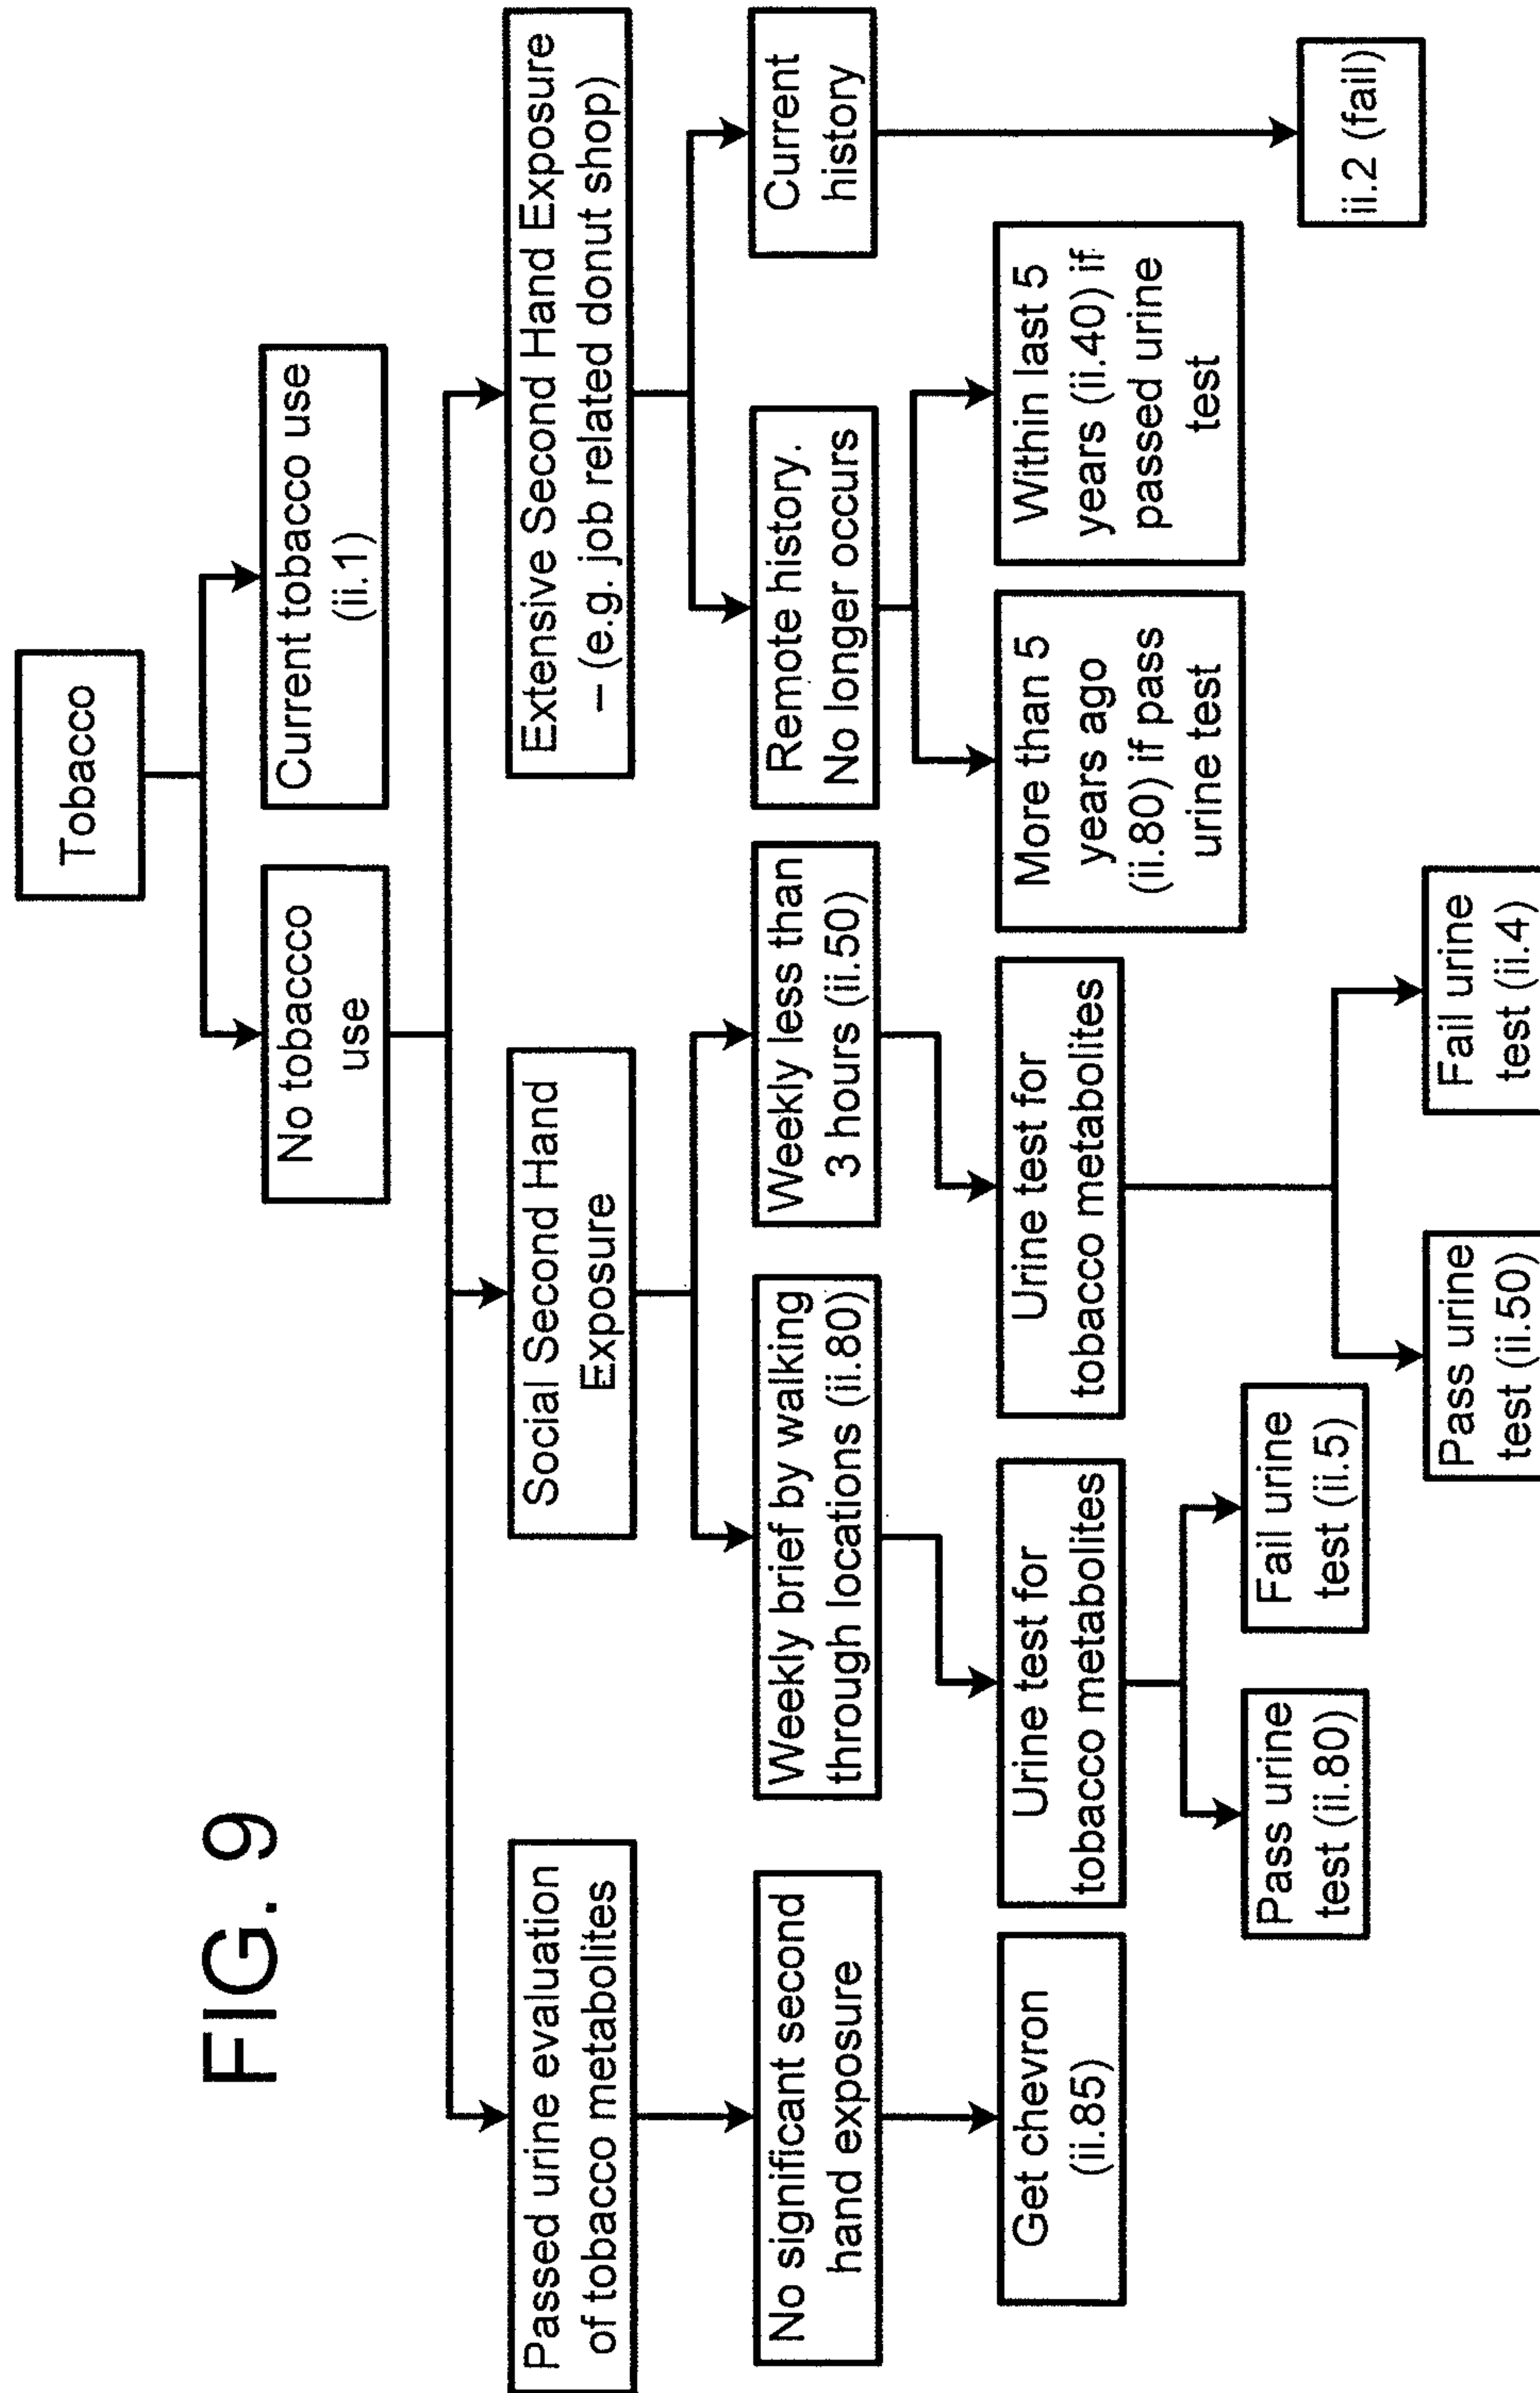 FIG. 9
Tobacco
No tobacco
use
Current tobacco use
(ii.1)
Passed urine evaluation
of tobacco metabolites
Social Second Hand
Exposure
Extensive Second Hand Exposure
– (e.g. job related donut shop)
No significant second
hand exposure
Weekly brief by walking
through locations (ii.80)
Weekly less than
3 hours (ii.50)
Remote history.
No longer occurs
Current
history
Get chevron
(ii.85)
Urine test for
tobacco metabolites
Urine test for
tobacco metabolites
More than 5
years ago
(ii.80) if pass
urine test
Within last 5
years (ii.40) if
passed urine
test
Pass urine
test (ii.80)
Fail urine
test (ii.5)
ii.2 (fail)
Pass urine
test (ii.50)
Fail urine
test (ii.4)